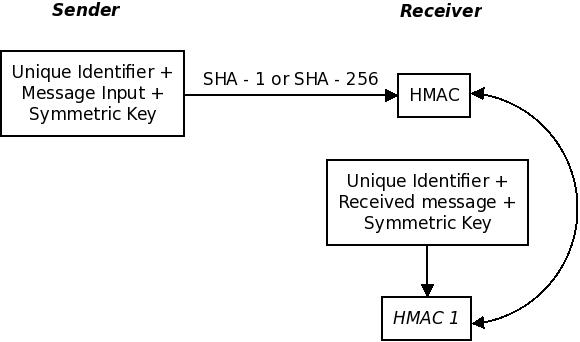 Sender
Receiver
Unique Identifier +
Message Input +
Symmetric Key
SHA - 1 or SHA - 256
HMAC
Unique Identifier +
Received message +
Symmetric Key
HMAC 1